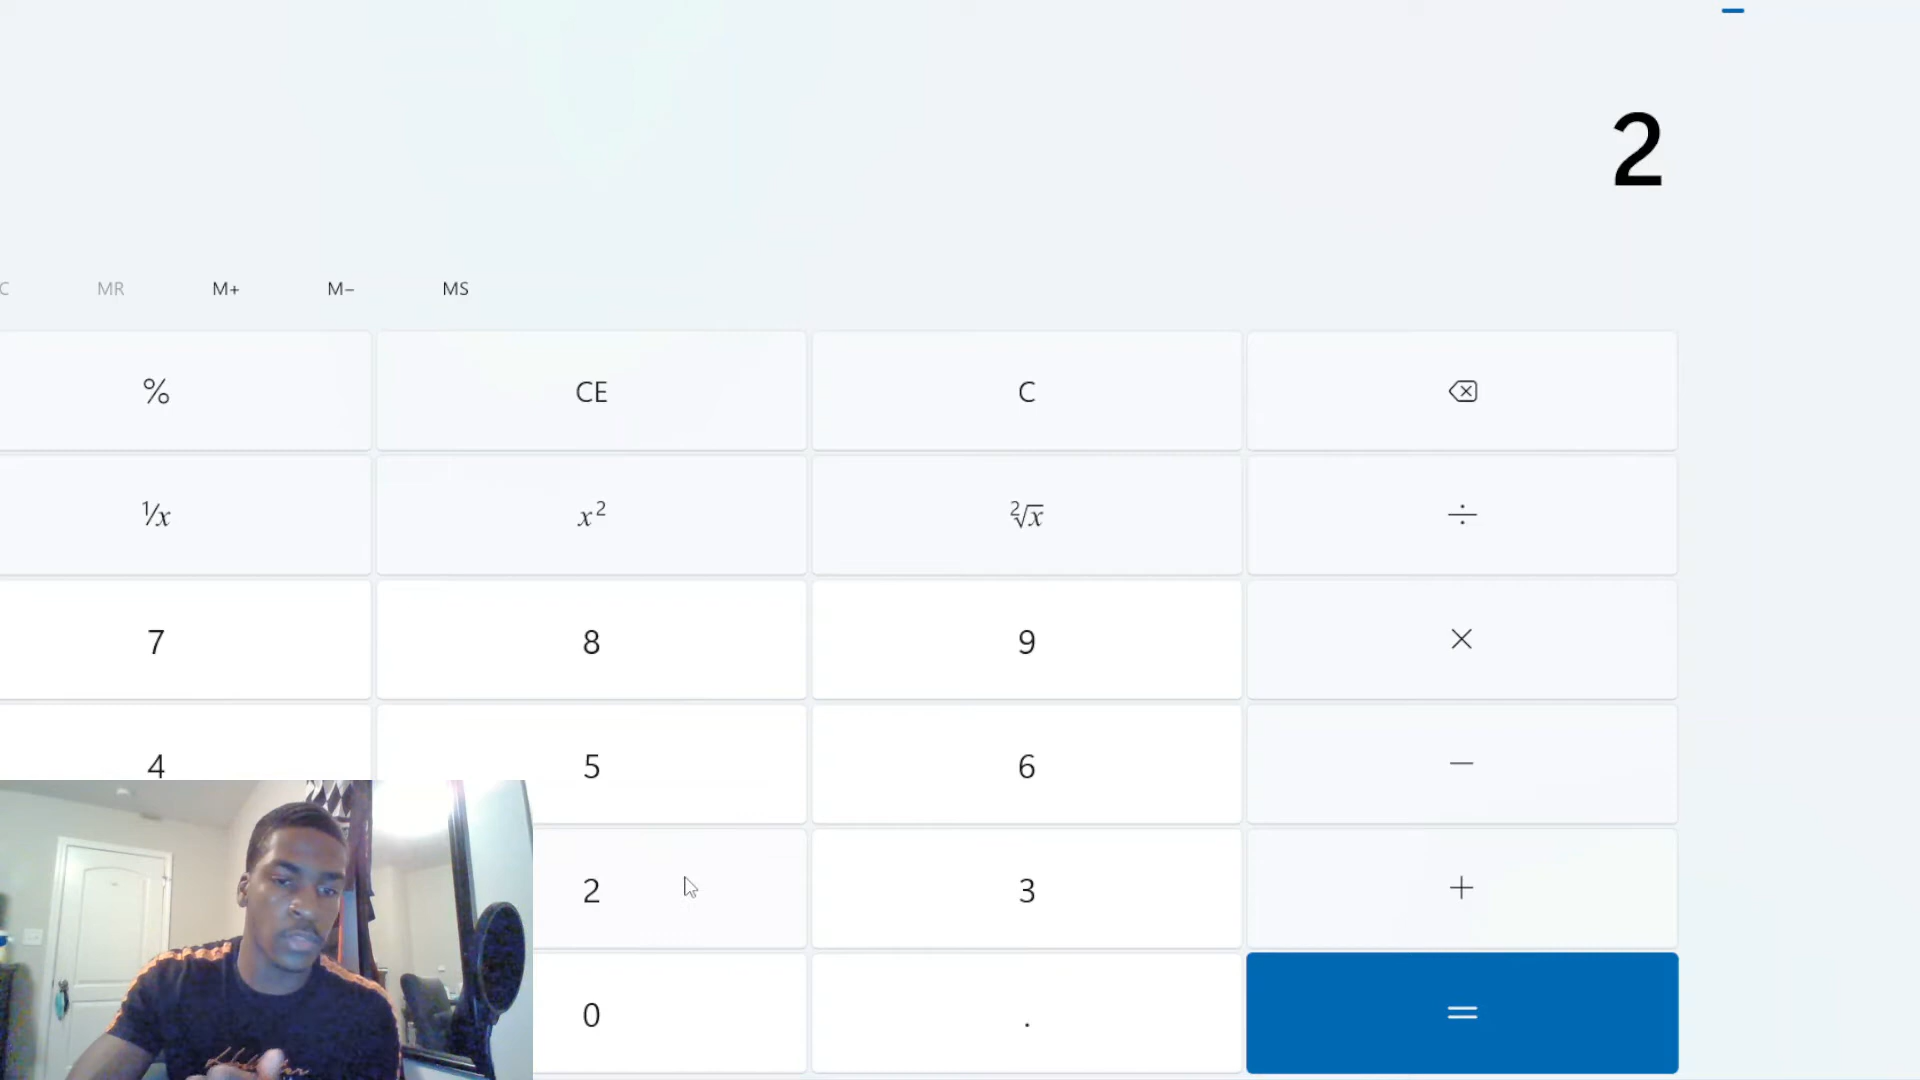 2
MR M+ M− MS
% CE C
¹/x x² ²√x ÷
7 8 9 ×
4 5 6 −
2 3 +
0 . =